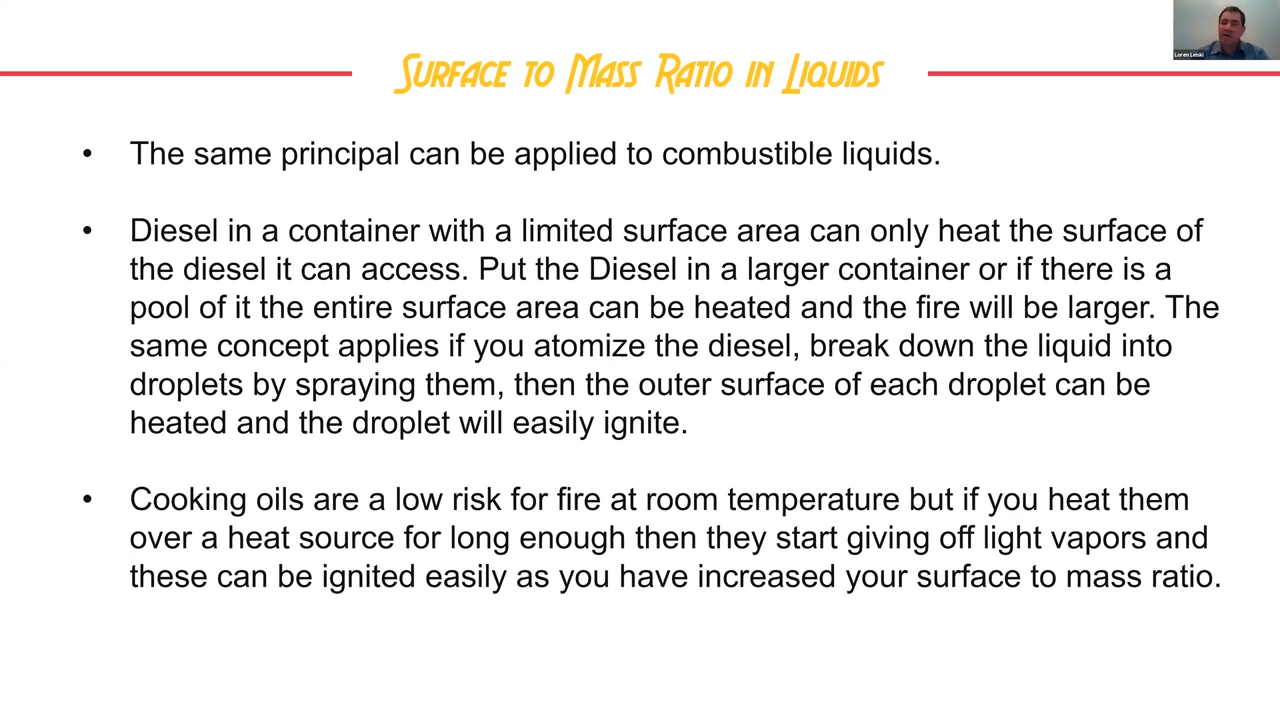 Loren Leiski
Surface to Mass Ratio in Liquids
• The same principal can be applied to combustible liquids.
• Diesel in a container with a limited surface area can only heat the surface of
the diesel it can access. Put the Diesel in a larger container or if there is a
pool of it the entire surface area can be heated and the fire will be larger. The
same concept applies if you atomize the diesel, break down the liquid into
droplets by spraying them, then the outer surface of each droplet can be
heated and the droplet will easily ignite.
• Cooking oils are a low risk for fire at room temperature but if you heat them
over a heat source for long enough then they start giving off light vapors and
these can be ignited easily as you have increased your surface to mass ratio.